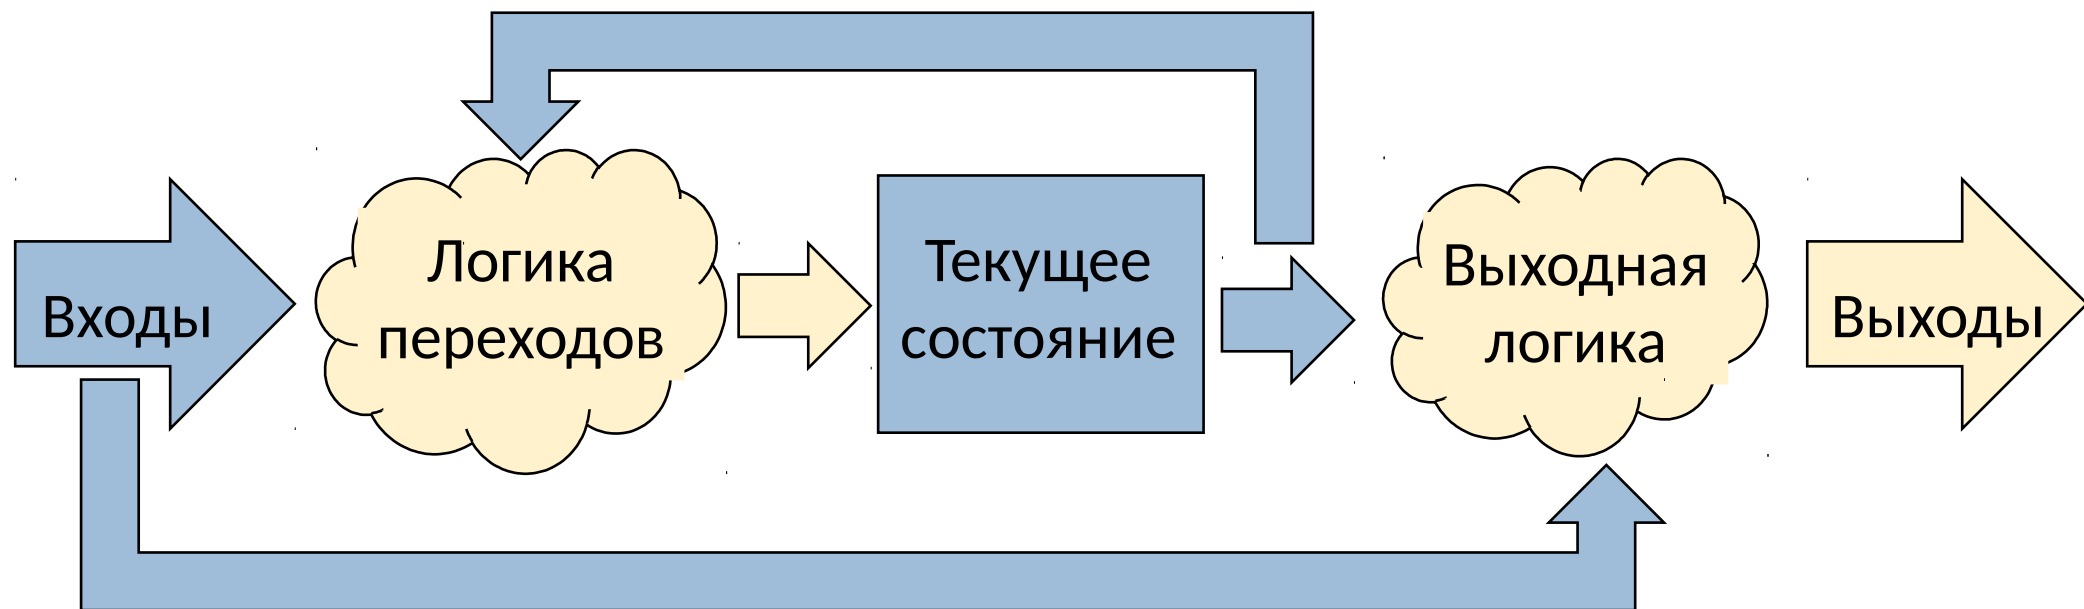 Входы
Логика
переходов
Текущее
состояние
Выходная
логика
Выходы